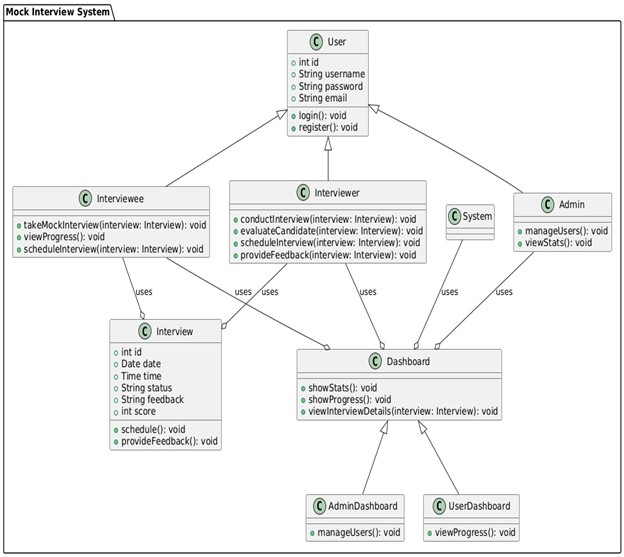 Mock Interview System
C User
int id
String username
String password
String email
login(): void
register(): void
C Interviewee
takeMockInterview(interview: Interview): void
viewProgress(): void
scheduleInterview(interview: Interview): void
C Interviewer
conductInterview(interview: Interview): void
evaluateCandidate(interview: Interview): void
scheduleInterview(interview: Interview): void
provideFeedback(interview: Interview): void
C System
C Admin
manageUsers(): void
viewStats(): void
uses
uses
uses
uses
uses
uses
C Interview
int id
Date date
Time time
String status
String feedback
int score
schedule(): void
provideFeedback(): void
C Dashboard
showStats(): void
showProgress(): void
viewInterviewDetails(interview: Interview): void
C AdminDashboard
manageUsers(): void
C UserDashboard
viewProgress(): void